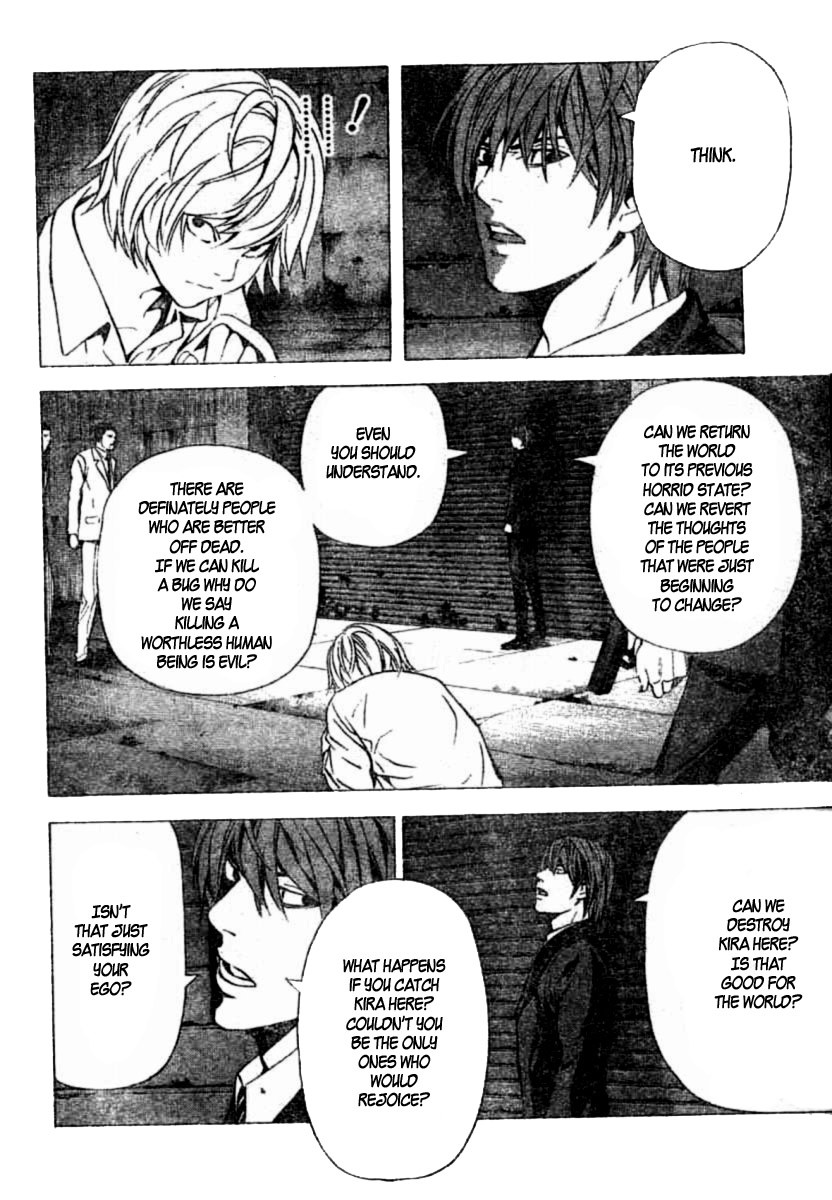 THINK.
CAN WE RETURN
THE WORLD
TO ITS PREVIOUS
HORRID STATE?
CAN WE REVERT
THE THOUGHTS
OF THE PEOPLE
THAT WERE JUST
BEGINNING
TO CHANGE?
EVEN
YOU SHOULD
UNDERSTAND.
THERE ARE
DEFINATELY PEOPLE
WHO ARE BETTER
OFF DEAD.
IF WE CAN KILL
A BUG WHY DO
WE SAY
KILLING A
WORTHLESS HUMAN
BEING IS EVIL?
CAN WE
DESTROY
KIRA HERE?
IS THAT
GOOD FOR
THE WORLD?
WHAT HAPPENS
IF YOU CATCH
KIRA HERE?
COULDN'T YOU
BE THE ONLY
ONES WHO
WOULD
REJOICE?
ISN'T
THAT JUST
SATISFYING
YOUR
EGO?